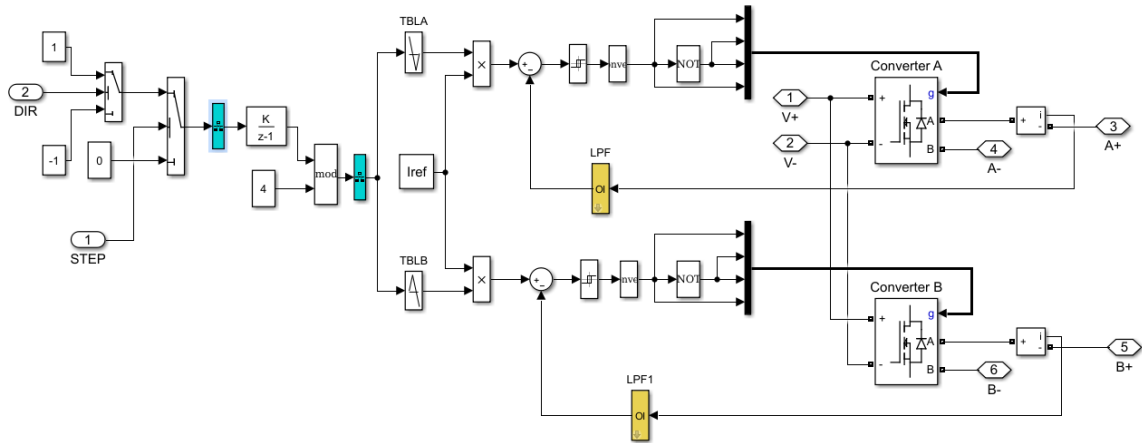 TBLA
1
×
+
-
nve
NOT
Converter A
g
+
A
-
B
2
DIR
1
V+
+
i
-
3
A+
K
z-1
2
V-
4
A-
-1
0
mod
4
Iref
LPF
OI
1
STEP
TBLB
×
+
-
nve
NOT
Converter B
g
+
A
-
B
+
i
-
5
B+
6
B-
LPF1
OI